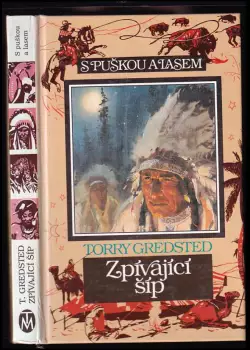 S puškou
a lasem
T. GREDSTED
ZPÍVAJÍCÍ ŠÍP
M
S PUŠKOU A LASEM
TORRY GREDSTED
Zpívající
šíp